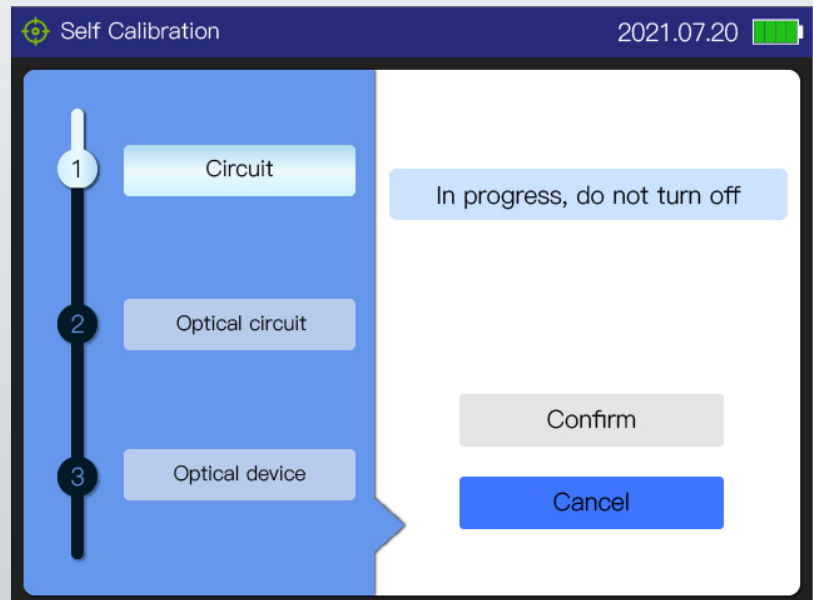 Self Calibration
2021.07.20
1
Circuit
2
Optical circuit
3
Optical device
In progress, do not turn off
Confirm
Cancel